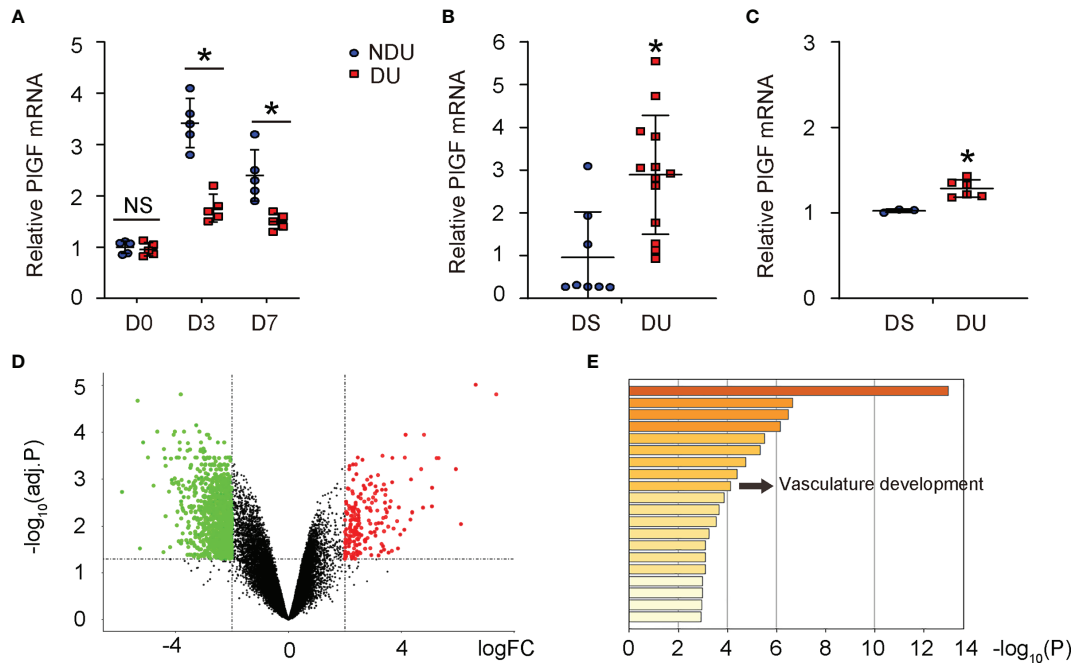 A
B
C
Relative PlGF mRNA
5
4
3
2
1
0
NS
*
*
NDU
DU
D0
D3
D7
Relative PlGF mRNA
6
5
4
3
2
1
0
*
DS
DU
Relative PlGF mRNA
3
2
1
0
*
DS
DU
D
E
-log10(adj.P)
5
4
3
2
1
0
-4
0
4
logFC
Vasculature development
0
2
4
6
8
10
12
14
-log10(P)